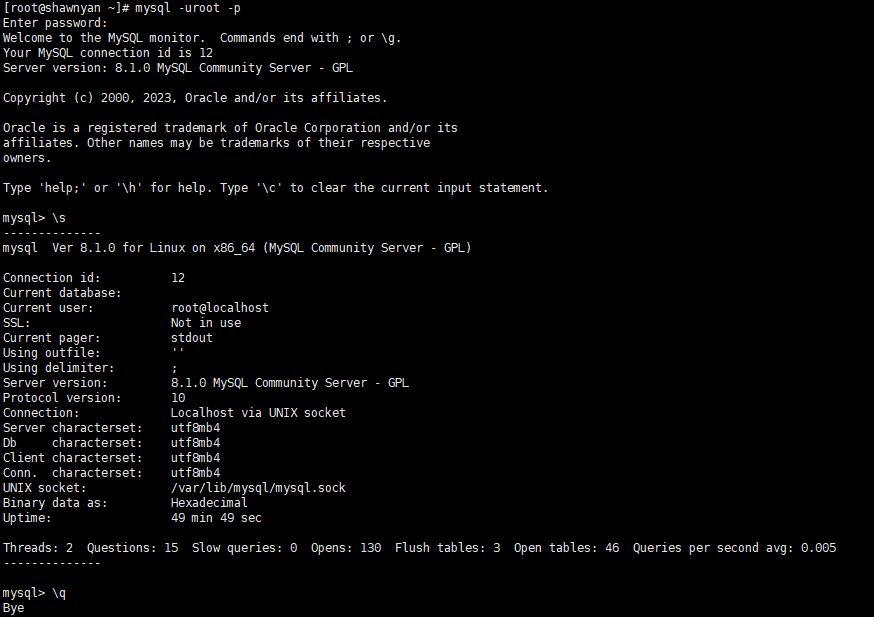 [root@shawnyan ~]# mysql -uroot -p
Enter password:
Welcome to the MySQL monitor.  Commands end with ; or \g.
Your MySQL connection id is 12
Server version: 8.1.0 MySQL Community Server - GPL

Copyright (c) 2000, 2023, Oracle and/or its affiliates.

Oracle is a registered trademark of Oracle Corporation and/or its
affiliates. Other names may be trademarks of their respective
owners.

Type 'help;' or '\h' for help. Type '\c' to clear the current input statement.

mysql> \s
--------------
mysql  Ver 8.1.0 for Linux on x86_64 (MySQL Community Server - GPL)

Connection id:          12
Current database:
Current user:           root@localhost
SSL:                    Not in use
Current pager:          stdout
Using outfile:          ''
Using delimiter:        ;
Server version:         8.1.0 MySQL Community Server - GPL
Protocol version:       10
Connection:             Localhost via UNIX socket
Server characterset:    utf8mb4
Db     characterset:    utf8mb4
Client characterset:    utf8mb4
Conn.  characterset:    utf8mb4
UNIX socket:            /var/lib/mysql/mysql.sock
Binary data as:         Hexadecimal
Uptime:                 49 min 49 sec

Threads: 2  Questions: 15  Slow queries: 0  Opens: 130  Flush tables: 3  Open tables: 46  Queries per second avg: 0.005
--------------

mysql> \q
Bye